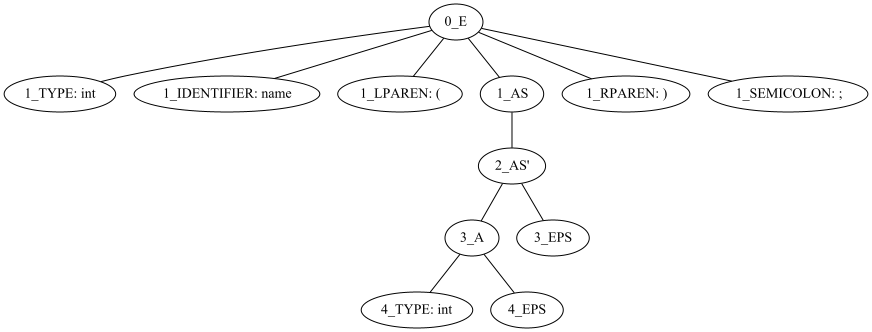 0_E
1_TYPE: int 1_IDENTIFIER: name 1_LPAREN: ( 1_AS 1_RPAREN: ) 1_SEMICOLON: ;
2_AS'
3_A 3_EPS
4_TYPE: int 4_EPS